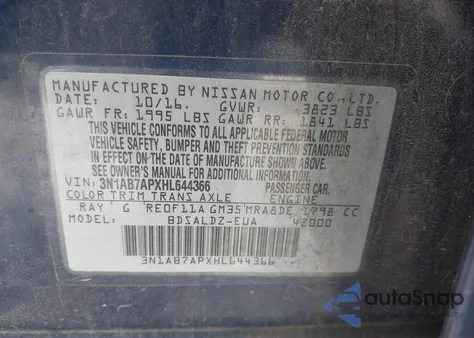 MANUFACTURED BY NISSAN MOTOR CO., LTD.
DATE: 10/16. GVWR: 3823 LBS
GAWR FR: 1995 LBS GAWR RR: 1841 LBS
THIS VEHICLE CONFORMS TO ALL APPLICABLE FEDERAL MOTOR
VEHICLE SAFETY, BUMPER AND THEFT PREVENTION STANDARDS
IN EFFECT ON THE DATE OF MANUFACTURE SHOWN ABOVE.
SEE OWNER'S MANUAL FOR ADDITIONAL INFORMATION.
VIN: 3N1AB7APXHL644366 PASSENGER CAR.
COLOR TRIM TRANS AXLE ENGINE
RAY G RE0F11A GM35 MRA8DE 1798 CC
MODEL: BDSALDZ-EUA 42000
3N1AB7APXHL644366
autoSnap